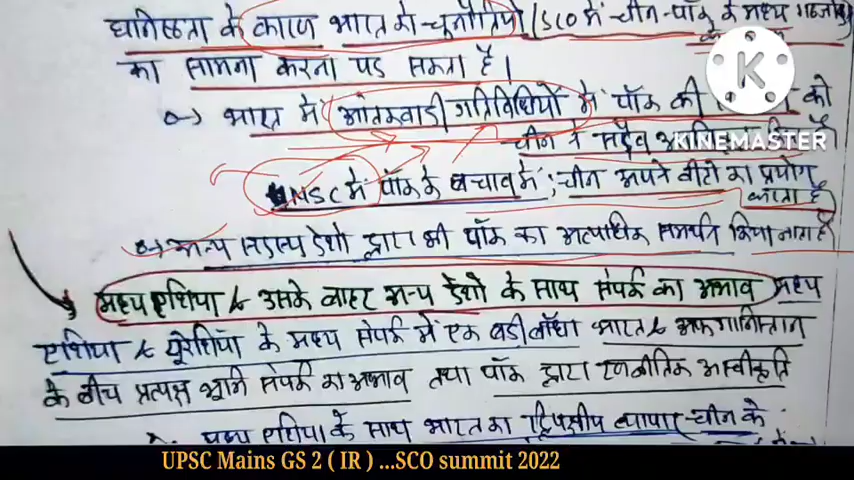 घनिष्ठता के कारण भारत को चुनौतियों (SCO में चीन-पाक के मध्य गठजोड़)
का सामना करना पड़ सकता है।
भारत में आतंकवादी गतिविधियों में पाक की को
चीन ने सदैव
UNSC में पाक के बचाव में; चीन अपने वीटो का प्रयोग
करता है
अन्य सदस्य देशों द्वारा भी पाक का अत्यधिक समर्थन किया जाता है
मध्य एशिया & उसके बाहर अन्य देशों के साथ संपर्क का अभाव मध्य
एशिया & यूरेशिया के मध्य संपर्क में एक बड़ी बाँधा भारत & अफगानिस्तान
के बीच प्रत्यक्ष भूमि संपर्क का अभाव तथा पाक द्वारा रणनीतिक अस्वीकृति
मध्य एशिया के साथ भारत का द्विपक्षीय व्यापार-चीन के
K
KINEMASTER
UPSC Mains GS 2 ( IR ) ...SCO summit 2022